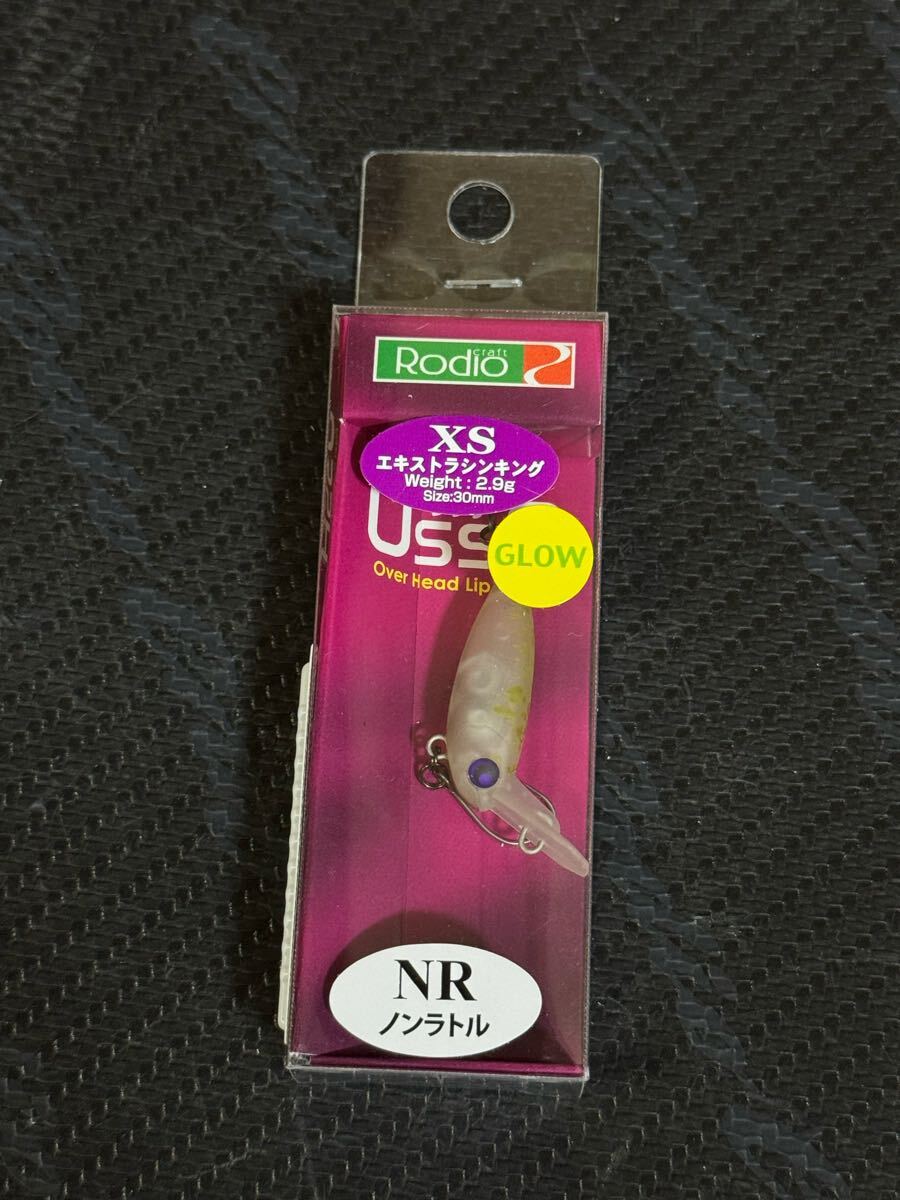 Rodio craft
XS
エキストラシンキング
Weight : 2.9g
Size:30mm
GLOW
Over Head Lip
NR
ノンラトル